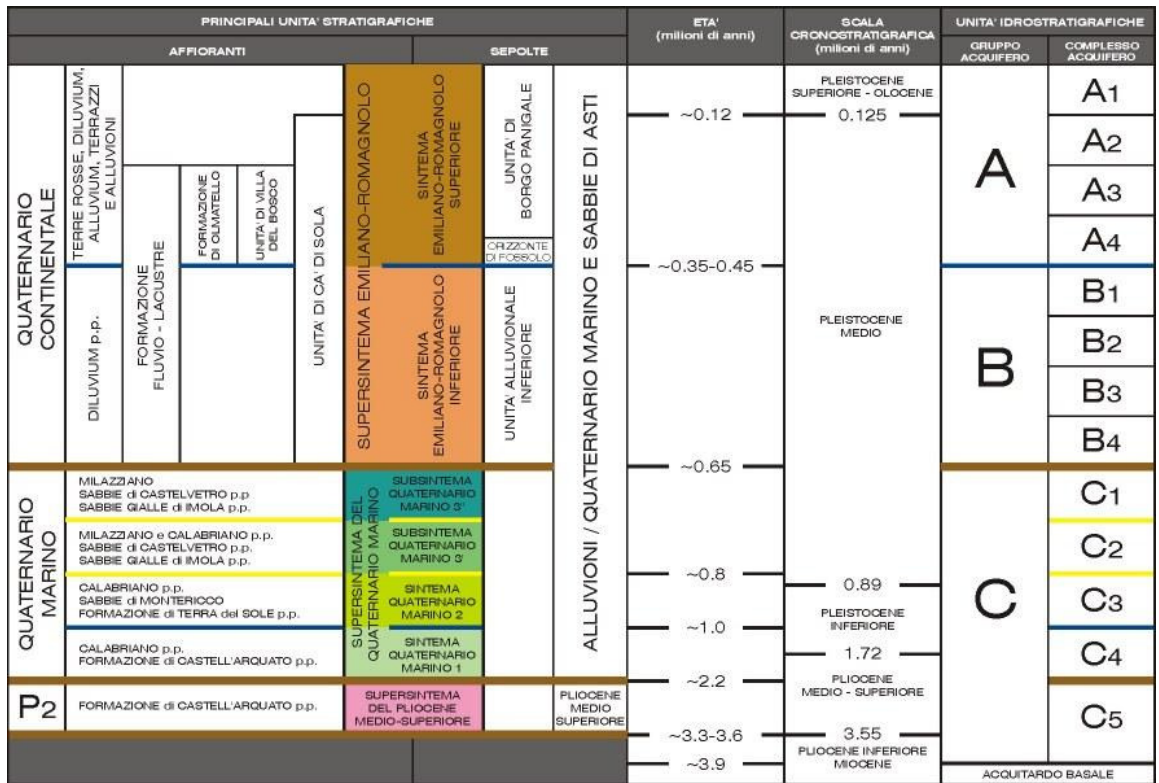 PRINCIPALI UNITA' STRATIGRAFICHE
AFFIORANTI
SEPOLTE
ETA'
(milioni di anni)
SCALA
CRONOSTRATIGRAFICA
(milioni di anni)
UNITA' IDROSTRATIGRAFICHE
GRUPPO
ACQUIFERO
COMPLESSO
ACQUIFERO
QUATERNARIO
CONTINENTALE
TERRE ROSSE, DILUVIUM,
ALLUVIUM, TERRAZZI
E ALLUVIONI
DILUVIUM p.p.
FORMAZIONE
FLUVIO - LACUSTRE
FORMAZIONE
DI OLMATELLO
UNITA' DI VILLA
DEL BOSCO
UNITA' DI CA' DI SOLA
SUPERSINTEMA EMILIANO-ROMAGNOLO
SINTEMA
EMILIANO-ROMAGNOLO
SUPERIORE
SINTEMA
EMILIANO-ROMAGNOLO
INFERIORE
UNITA' DI
BORGO PANIGALE
ORIZZONTE
DI FOSSOLO
UNITA' ALLUVIONALE
INFERIORE
ALLUVIONI / QUATERNARIO MARINO E SABBIE DI ASTI
QUATERNARIO
MARINO
MILAZZIANO
SABBIE di CASTELVETRO p.p
SABBIE GIALLE di IMOLA p.p.
MILAZZIANO e CALABRIANO p.p.
SABBIE di CASTELVETRO p.p.
SABBIE GIALLE di IMOLA p.p.
CALABRIANO p.p.
SABBIE di MONTERICCO
FORMAZIONE di TERRA del SOLE p.p.
CALABRIANO p.p.
FORMAZIONE di CASTELL'ARQUATO p.p.
SUPERSINTEMA DEL
QUATERNARIO MARINO
SUBSINTEMA
QUATERNARIO
MARINO 3"
SUBSINTEMA
QUATERNARIO
MARINO 3'
SINTEMA
QUATERNARIO
MARINO 2
SINTEMA
QUATERNARIO
MARINO 1
P2
FORMAZIONE di CASTELL'ARQUATO p.p.
SUPERSINTEMA
DEL PLIOCENE
MEDIO-SUPERIORE
PLIOCENE
MEDIO
SUPERIORE
~0.12
~0.35-0.45
~0.65
~0.8
~1.0
~2.2
~3.3-3.6
~3.9
PLEISTOCENE
SUPERIORE - OLOCENE
0.125
PLEISTOCENE
MEDIO
0.89
PLEISTOCENE
INFERIORE
1.72
PLIOCENE
MEDIO - SUPERIORE
3.55
PLIOCENE INFERIORE
MIOCENE
A
B
C
A1
A2
A3
A4
B1
B2
B3
B4
C1
C2
C3
C4
C5
ACQUITARDO BASALE